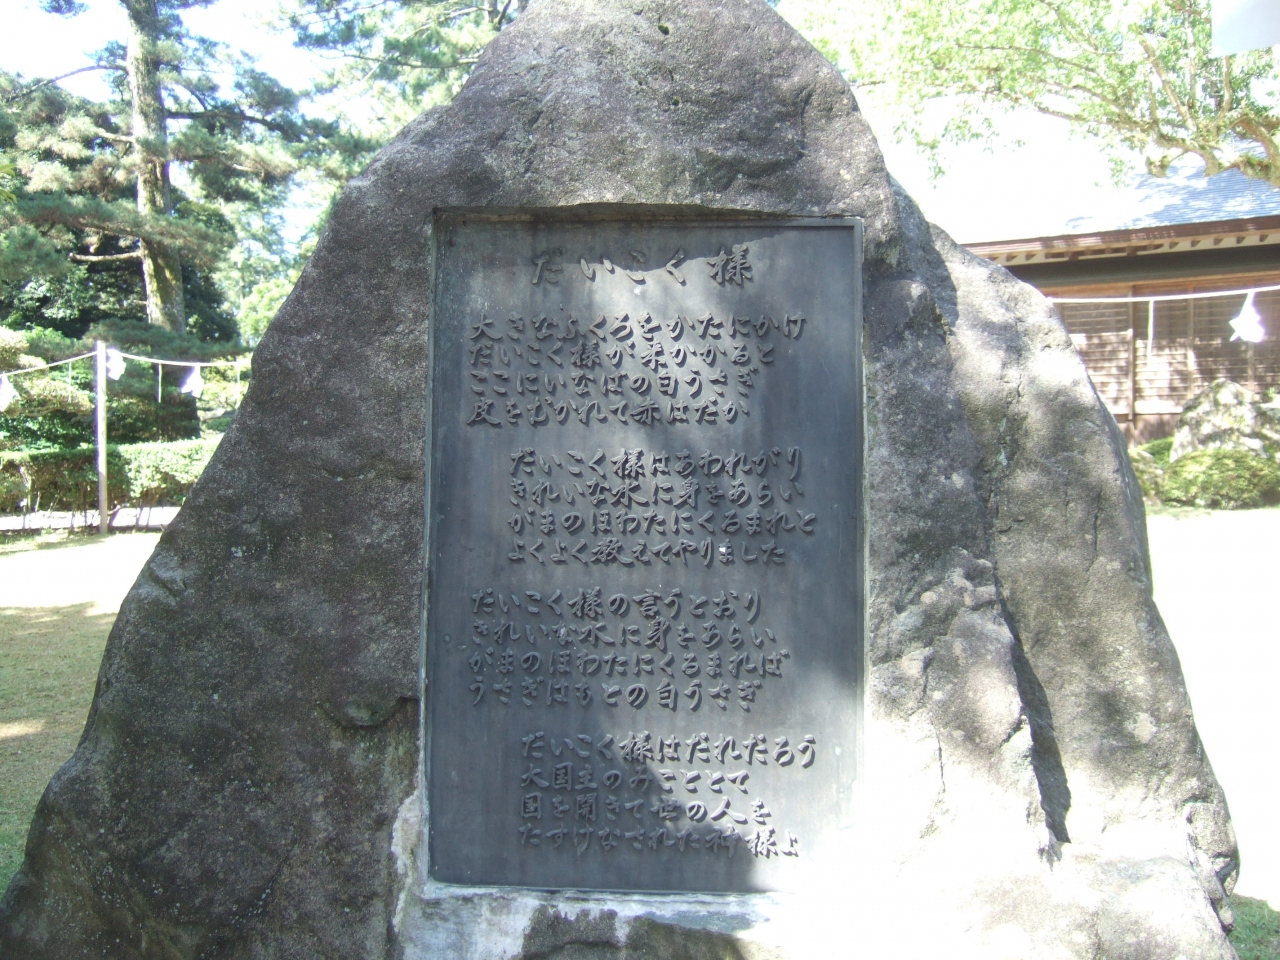 だいこく様
大きなふくろをかたにかけ
だいこく様が来かかると
ここにいなばの白うさぎ
皮をむかれて赤はだか
だいこく様はあわれがり
きれいな水に身をあらい
がまのほわたにくるまれと
よくよく教えてやりました
だいこく様の言うとおり
きれいな水に身をあらい
がまのほわたにくるまれば
うさぎはもとの白うさぎ
だいこく様はだれだろう
大国主のみこととて
国を開きて世の人を
たすけなされた神様よ